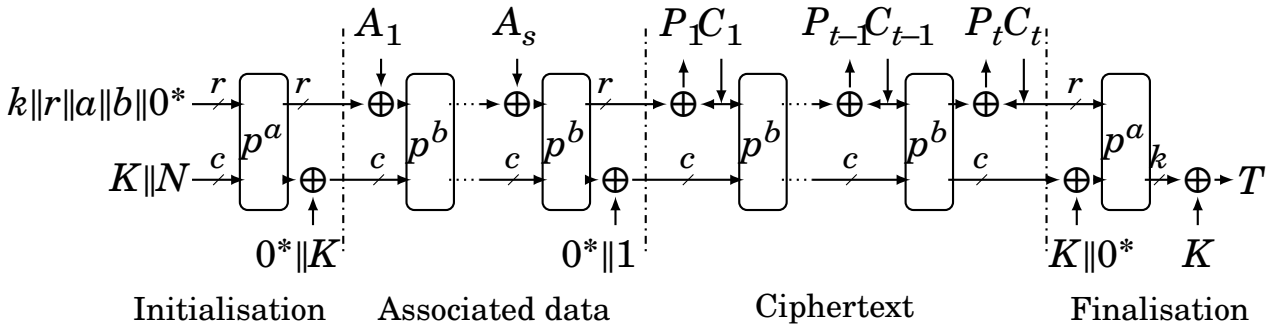 A₁ Aₛ P₁C₁ Pₜ₋₁Cₜ₋₁ PₜCₜ
k‖r‖a‖b‖0* r r r r
pᵃ pᵇ pᵇ pᵇ pᵇ pᵃ
K‖N c c c c c c k T
0*‖K 0*‖1 K‖0* K
Initialisation Associated data Ciphertext Finalisation